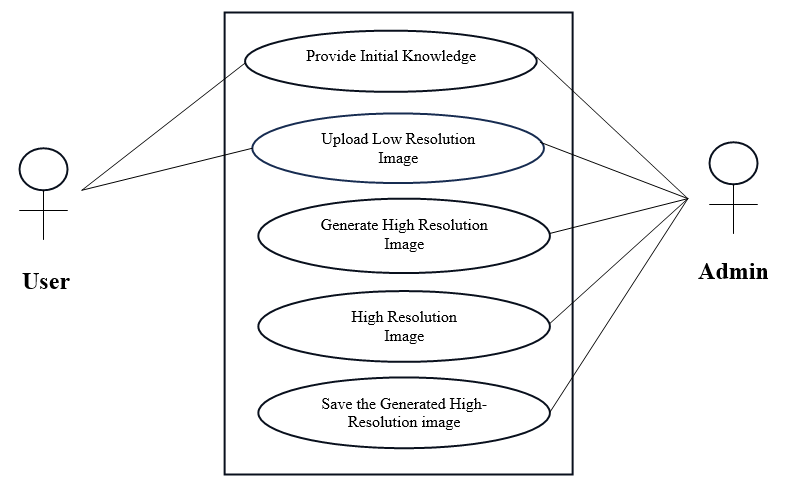 Provide Initial Knowledge
Upload Low Resolution
Image
Generate High Resolution
Image
High Resolution
Image
Save the Generated High-
Resolution image
User
Admin